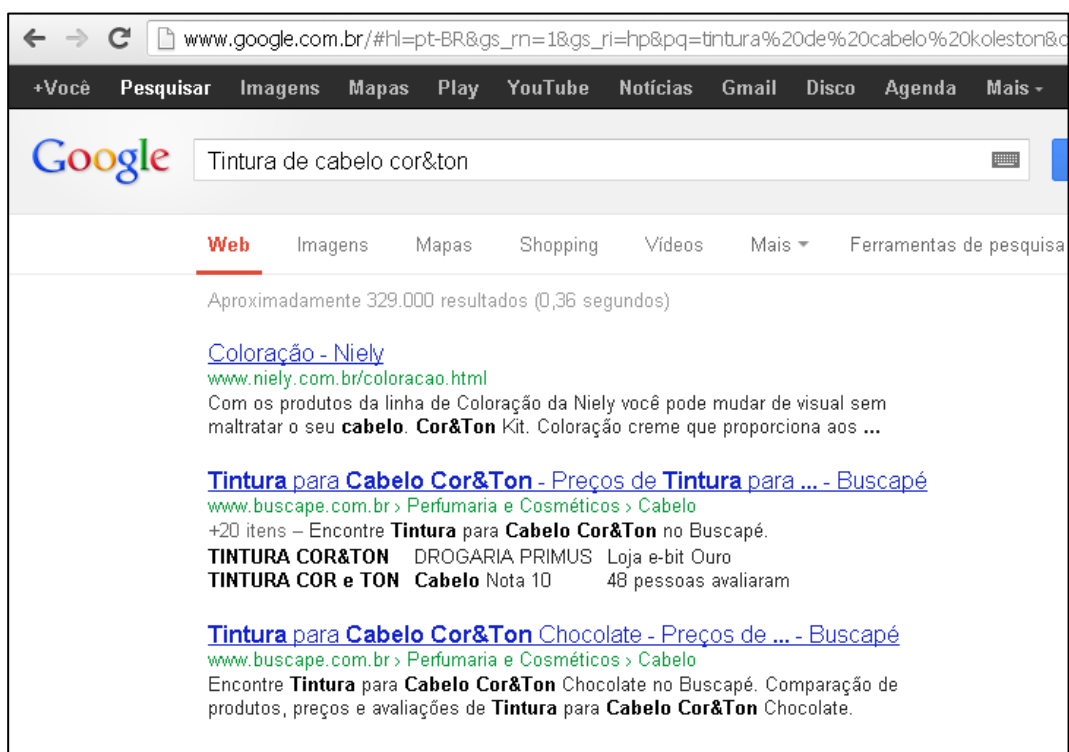 www.google.com.br/#hl=pt-BR&gs_rn=1&gs_ri=hp&pq=tintura%20de%20cabelo%20koleston&c
+Você Pesquisar Imagens Mapas Play YouTube Notícias Gmail Disco Agenda Mais
Google Tintura de cabelo cor&ton
Web Imagens Mapas Shopping Vídeos Mais Ferramentas de pesquisa
Aproximadamente 329.000 resultados (0,36 segundos)
Coloração - Niely
www.niely.com.br/coloracao.html
Com os produtos da linha de Coloração da Niely você pode mudar de visual sem
maltratar o seu cabelo. Cor&Ton Kit. Coloração creme que proporciona aos ...
Tintura para Cabelo Cor&Ton - Preços de Tintura para ... - Buscapé
www.buscape.com.br › Perfumaria e Cosméticos › Cabelo
+20 itens – Encontre Tintura para Cabelo Cor&Ton no Buscapé.
TINTURA COR&TON DROGARIA PRIMUS Loja e-bit Ouro
TINTURA COR e TON Cabelo Nota 10 48 pessoas avaliaram
Tintura para Cabelo Cor&Ton Chocolate - Preços de ... - Buscapé
www.buscape.com.br › Perfumaria e Cosméticos › Cabelo
Encontre Tintura para Cabelo Cor&Ton Chocolate no Buscapé. Comparação de
produtos, preços e avaliações de Tintura para Cabelo Cor&Ton Chocolate.